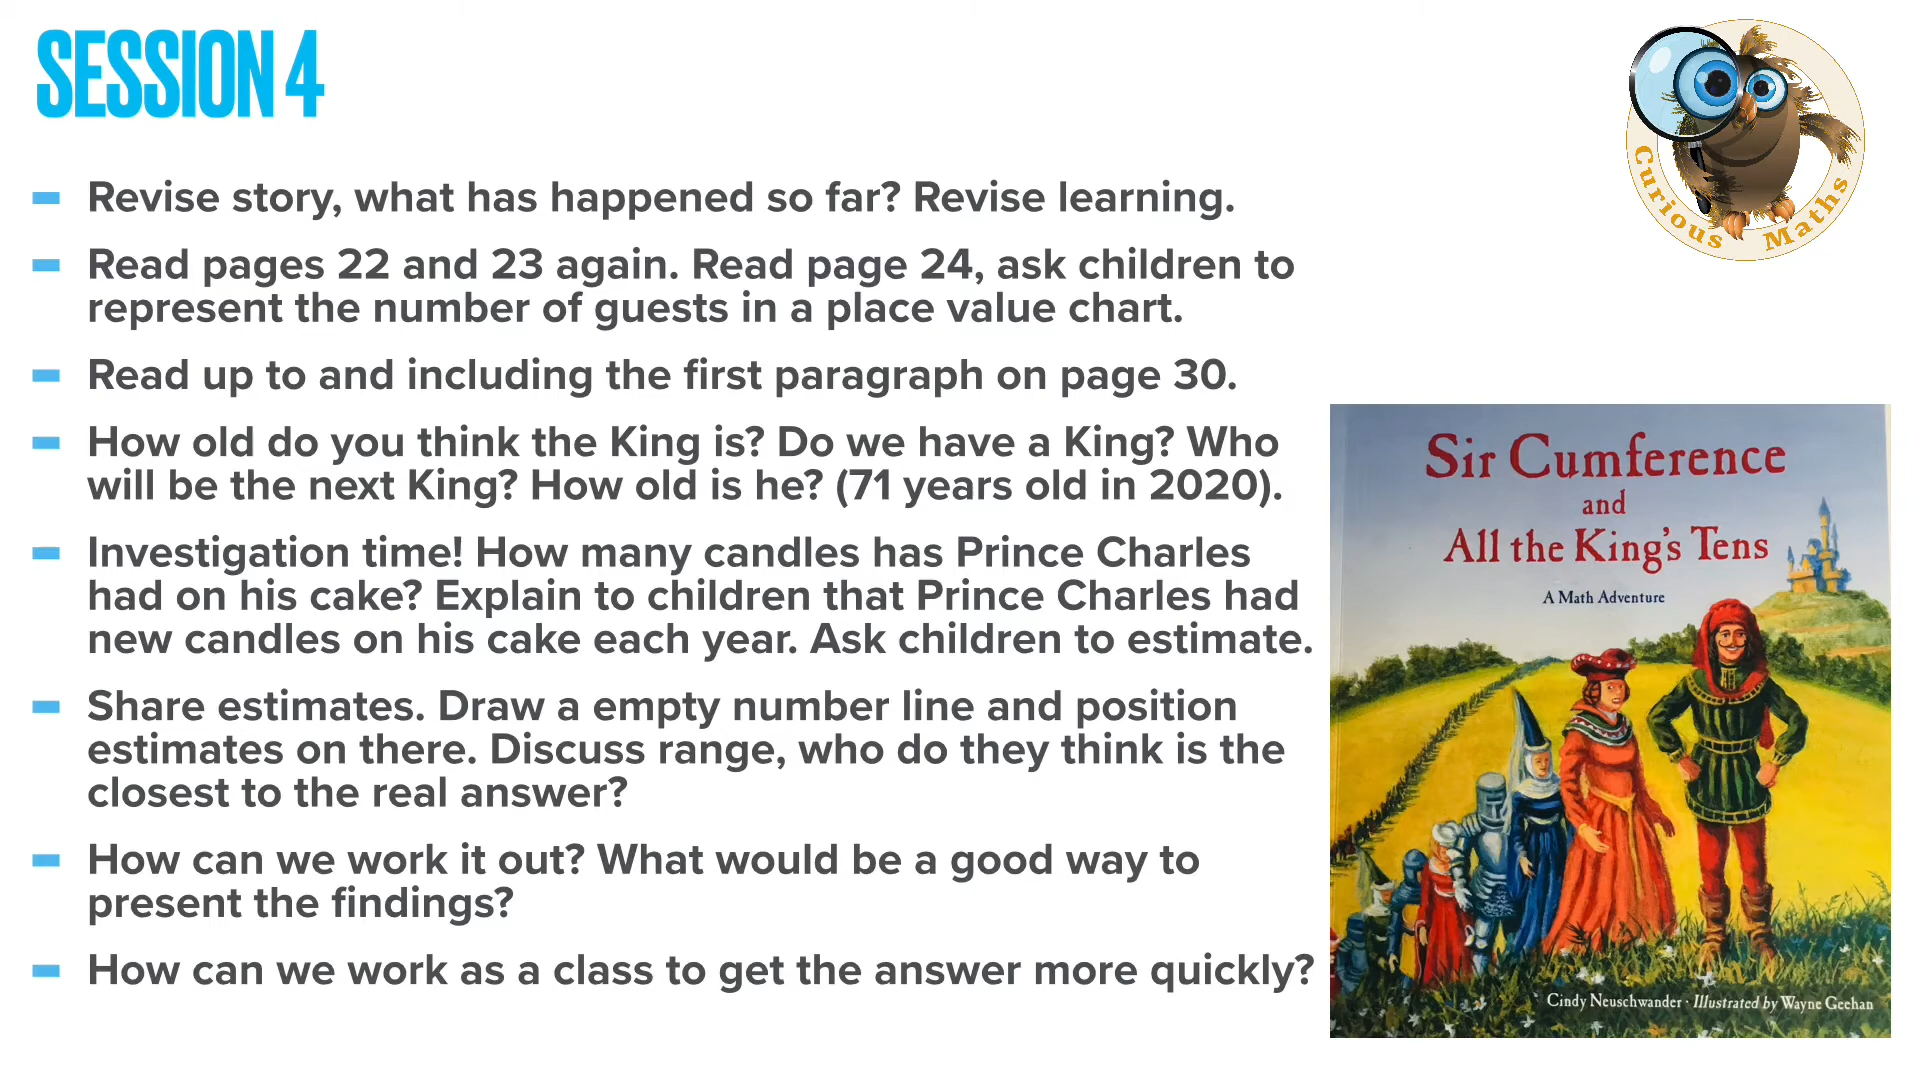 SESSION 4
Revise story, what has happened so far? Revise learning.
Read pages 22 and 23 again. Read page 24, ask children to
represent the number of guests in a place value chart.
Read up to and including the first paragraph on page 30.
How old do you think the King is? Do we have a King? Who
will be the next King? How old is he? (71 years old in 2020).
Investigation time! How many candles has Prince Charles
had on his cake? Explain to children that Prince Charles had
new candles on his cake each year. Ask children to estimate.
Share estimates. Draw a empty number line and position
estimates on there. Discuss range, who do they think is the
closest to the real answer?
How can we work it out? What would be a good way to
present the findings?
How can we work as a class to get the answer more quickly?
Curious Maths
Sir Cumference
and
All the King's Tens
A Math Adventure
Cindy Neuschwander · Illustrated by Wayne Geehan